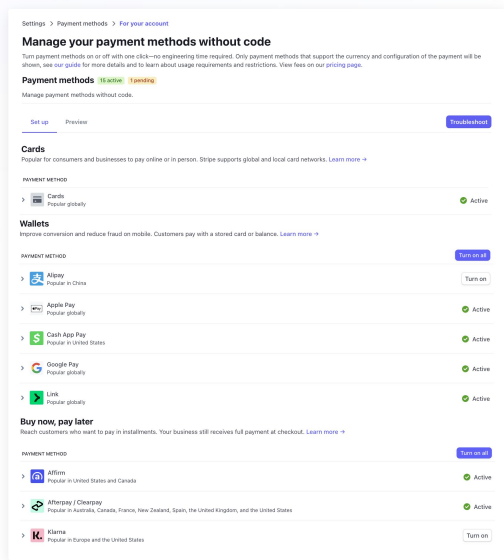 Settings > Payment methods > For your account
Manage your payment methods without code
Turn payment methods on or off with one click—no engineering time required. Only payment methods that support the currency and configuration of the payment will be
shown, see our guide for more details and to learn about usage requirements and restrictions. View fees on our pricing page.
Payment methods 15 active 1 pending
Manage payment methods without code.
Set up Preview Troubleshoot
Cards
Popular for consumers and businesses to pay online or in person. Stripe supports global and local card networks. Learn more →
PAYMENT METHOD
Cards
Popular globally
Active
Wallets
Improve conversion and reduce fraud on mobile. Customers pay with a stored card or balance. Learn more →
PAYMENT METHOD Turn on all
Alipay
Popular in China
Turn on
Apple Pay
Popular globally
Active
Cash App Pay
Popular in United States
Active
Google Pay
Popular globally
Active
Link
Popular globally
Active
Buy now, pay later
Reach customers who want to pay in installments. Your business still receives full payment at checkout. Learn more →
PAYMENT METHOD Turn on all
Affirm
Popular in United States and Canada
Active
Afterpay / Clearpay
Popular in Australia, Canada, France, New Zealand, Spain, the United Kingdom, and the United States
Active
K. Klarna
Popular in Europe and the United States
Turn on